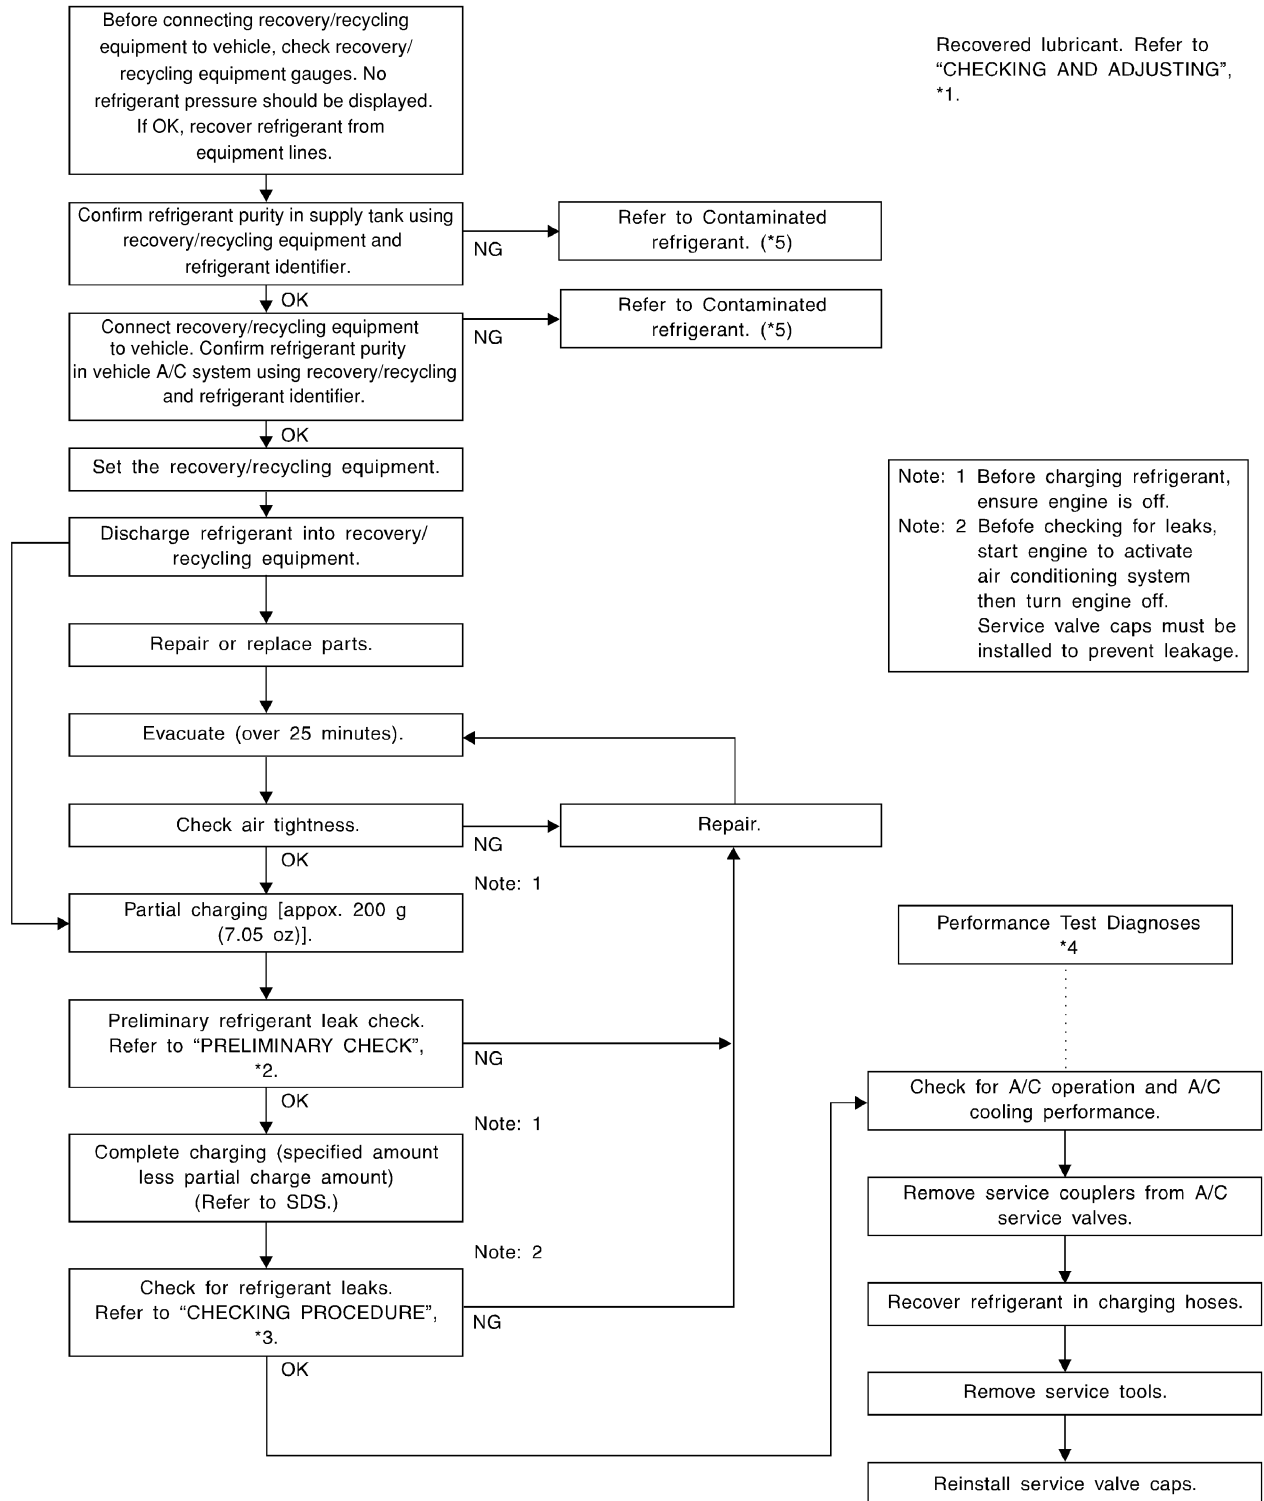 Before connecting recovery/recycling
equipment to vehicle, check recovery/
recycling equipment gauges. No
refrigerant pressure should be displayed.
If OK, recover refrigerant from
equipment lines.
Recovered lubricant. Refer to
“CHECKING AND ADJUSTING”,
*1.
Confirm refrigerant purity in supply tank using
recovery/recycling equipment and
refrigerant identifier.
NG
Refer to Contaminated
refrigerant. (*5)
OK
Connect recovery/recycling equipment
to vehicle. Confirm refrigerant purity
in vehicle A/C system using recovery/recycling
and refrigerant identifier.
NG
Refer to Contaminated
refrigerant. (*5)
OK
Set the recovery/recycling equipment.
Note: 1 Before charging refrigerant,
ensure engine is off.
Note: 2 Befofe checking for leaks,
start engine to activate
air conditioning system
then turn engine off.
Service valve caps must be
installed to prevent leakage.
Discharge refrigerant into recovery/
recycling equipment.
Repair or replace parts.
Evacuate (over 25 minutes).
Check air tightness.
NG
Repair.
OK
Note: 1
Partial charging [appox. 200 g
(7.05 oz)].
Preliminary refrigerant leak check.
Refer to “PRELIMINARY CHECK”,
*2.
NG
OK
Note: 1
Complete charging (specified amount
less partial charge amount)
(Refer to SDS.)
Note: 2
Check for refrigerant leaks.
Refer to “CHECKING PROCEDURE”,
*3.
NG
OK
Performance Test Diagnoses
*4
Check for A/C operation and A/C
cooling performance.
Remove service couplers from A/C
service valves.
Recover refrigerant in charging hoses.
Remove service tools.
Reinstall service valve caps.